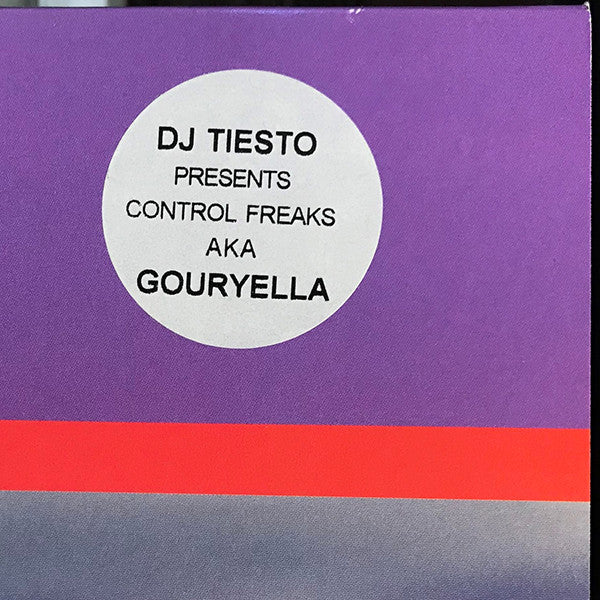 DJ TIESTO
PRESENTS
CONTROL FREAKS
AKA
GOURYELLA